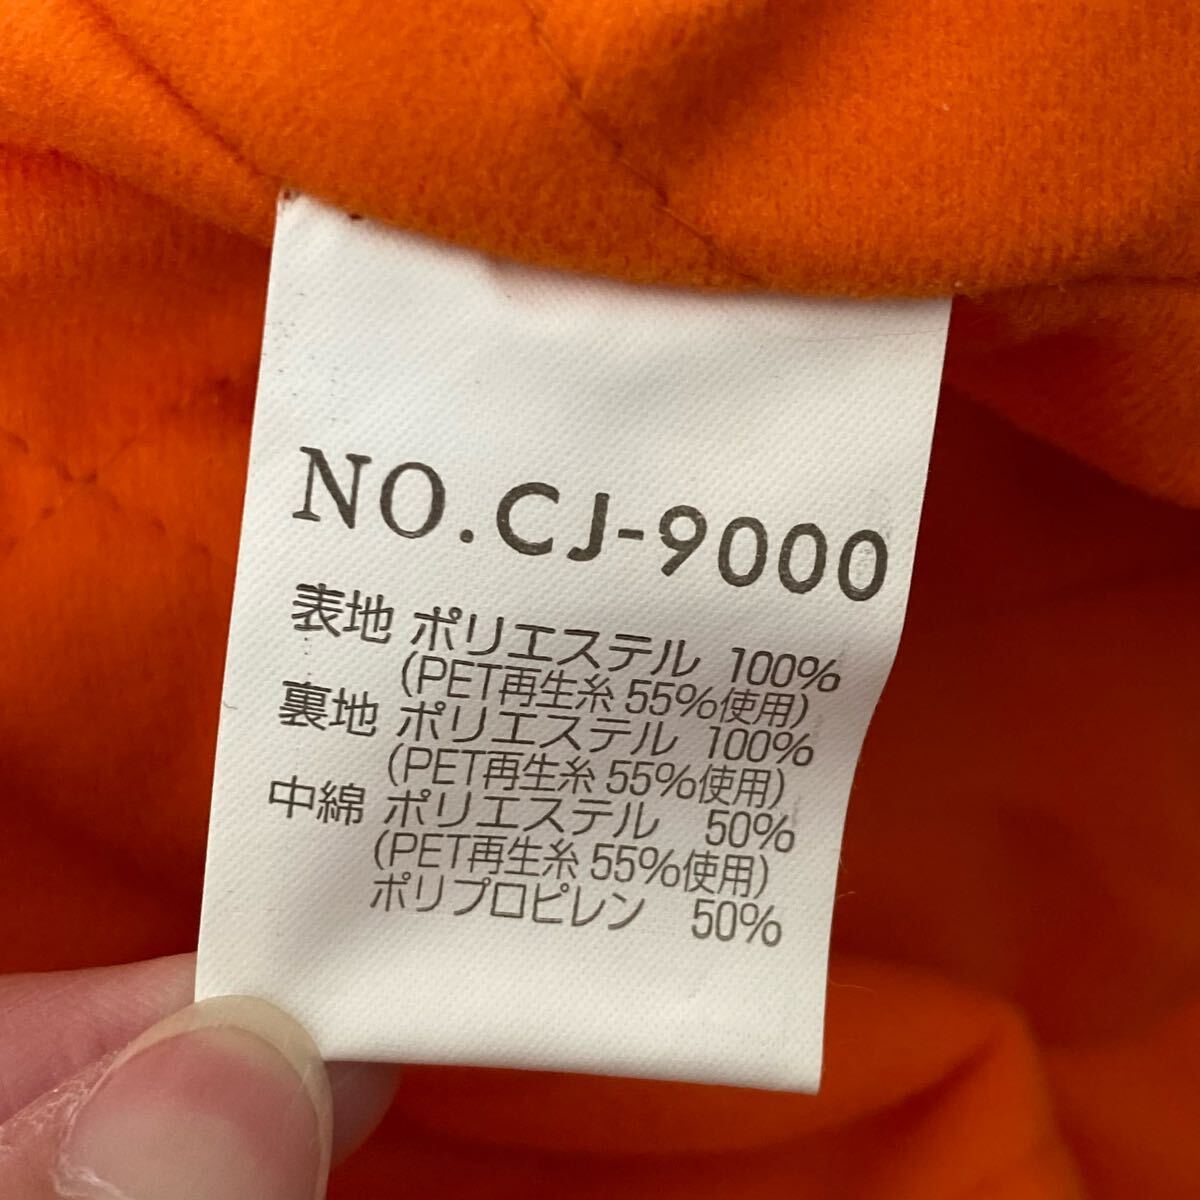 NO.CJ-9000
表地 ポリエステル 100%
(PET再生糸 55%使用)
裏地 ポリエステル 100%
(PET再生糸 55%使用)
中綿 ポリエステル 50%
(PET再生糸 55%使用)
ポリプロピレン 50%